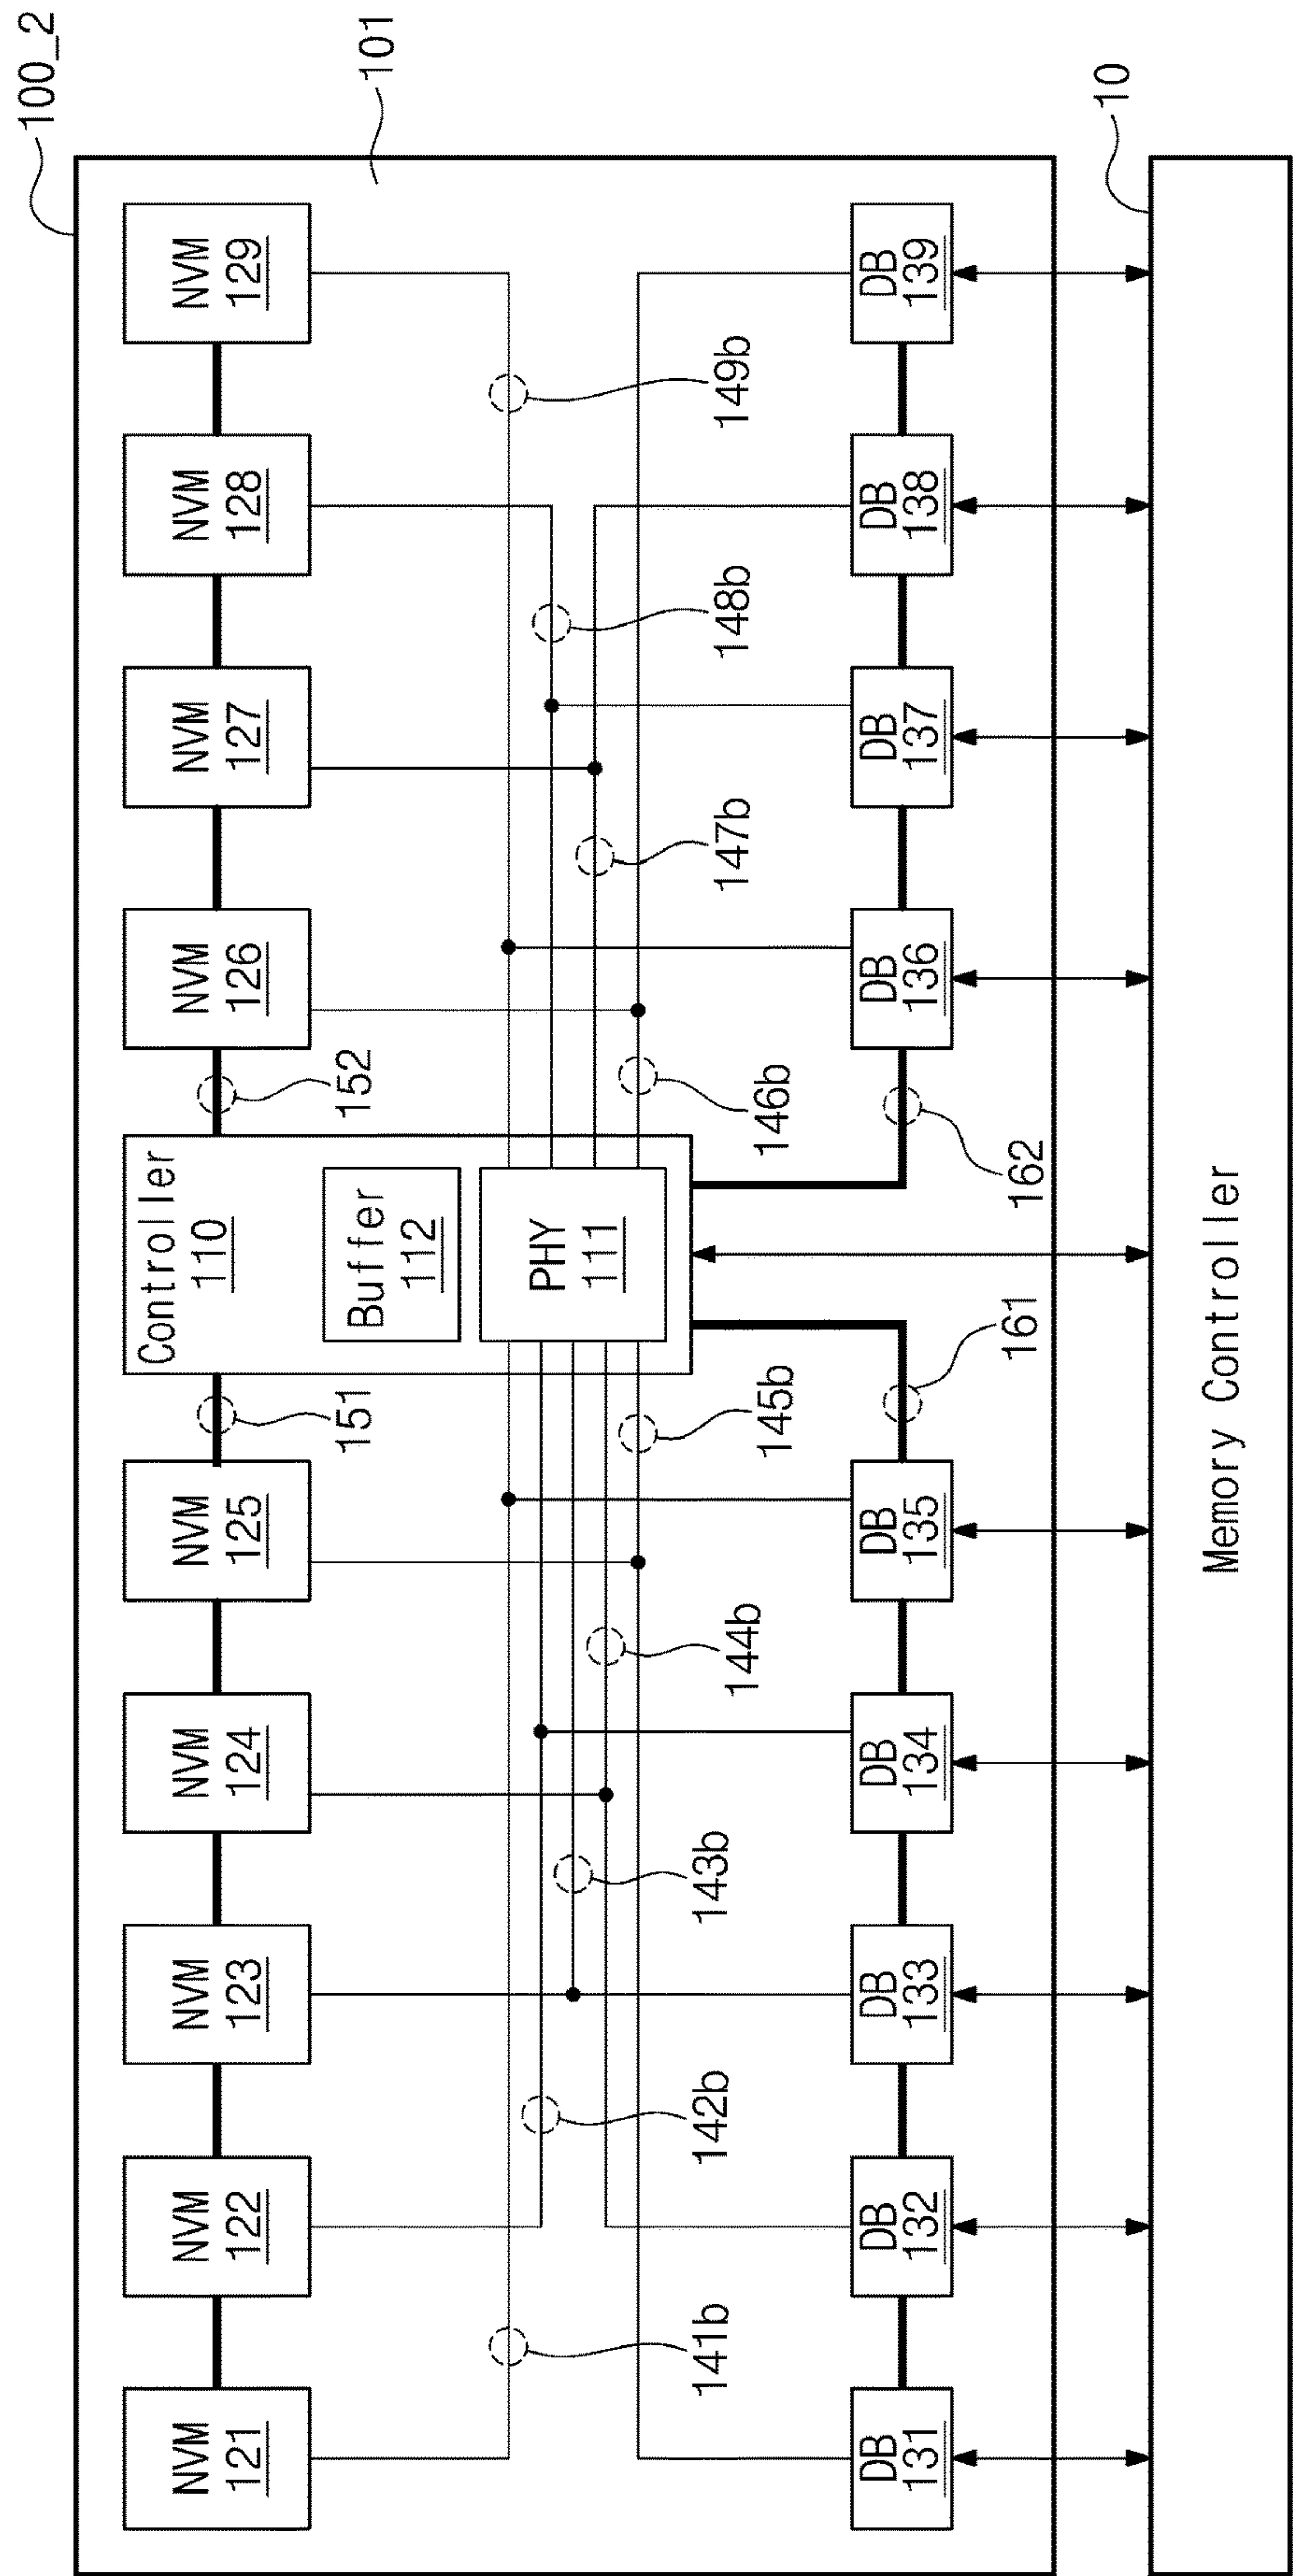 100_2
101
NVM
121
NVM
122
NVM
123
NVM
124
NVM
125
Controller
110
NVM
126
NVM
127
NVM
128
NVM
129
151
152
Buffer
112
PHY
111
141b
142b
143b
144b
145b
146b
147b
148b
149b
DB
131
DB
132
DB
133
DB
134
DB
135
161
162
DB
136
DB
137
DB
138
DB
139
10
Memory Controller